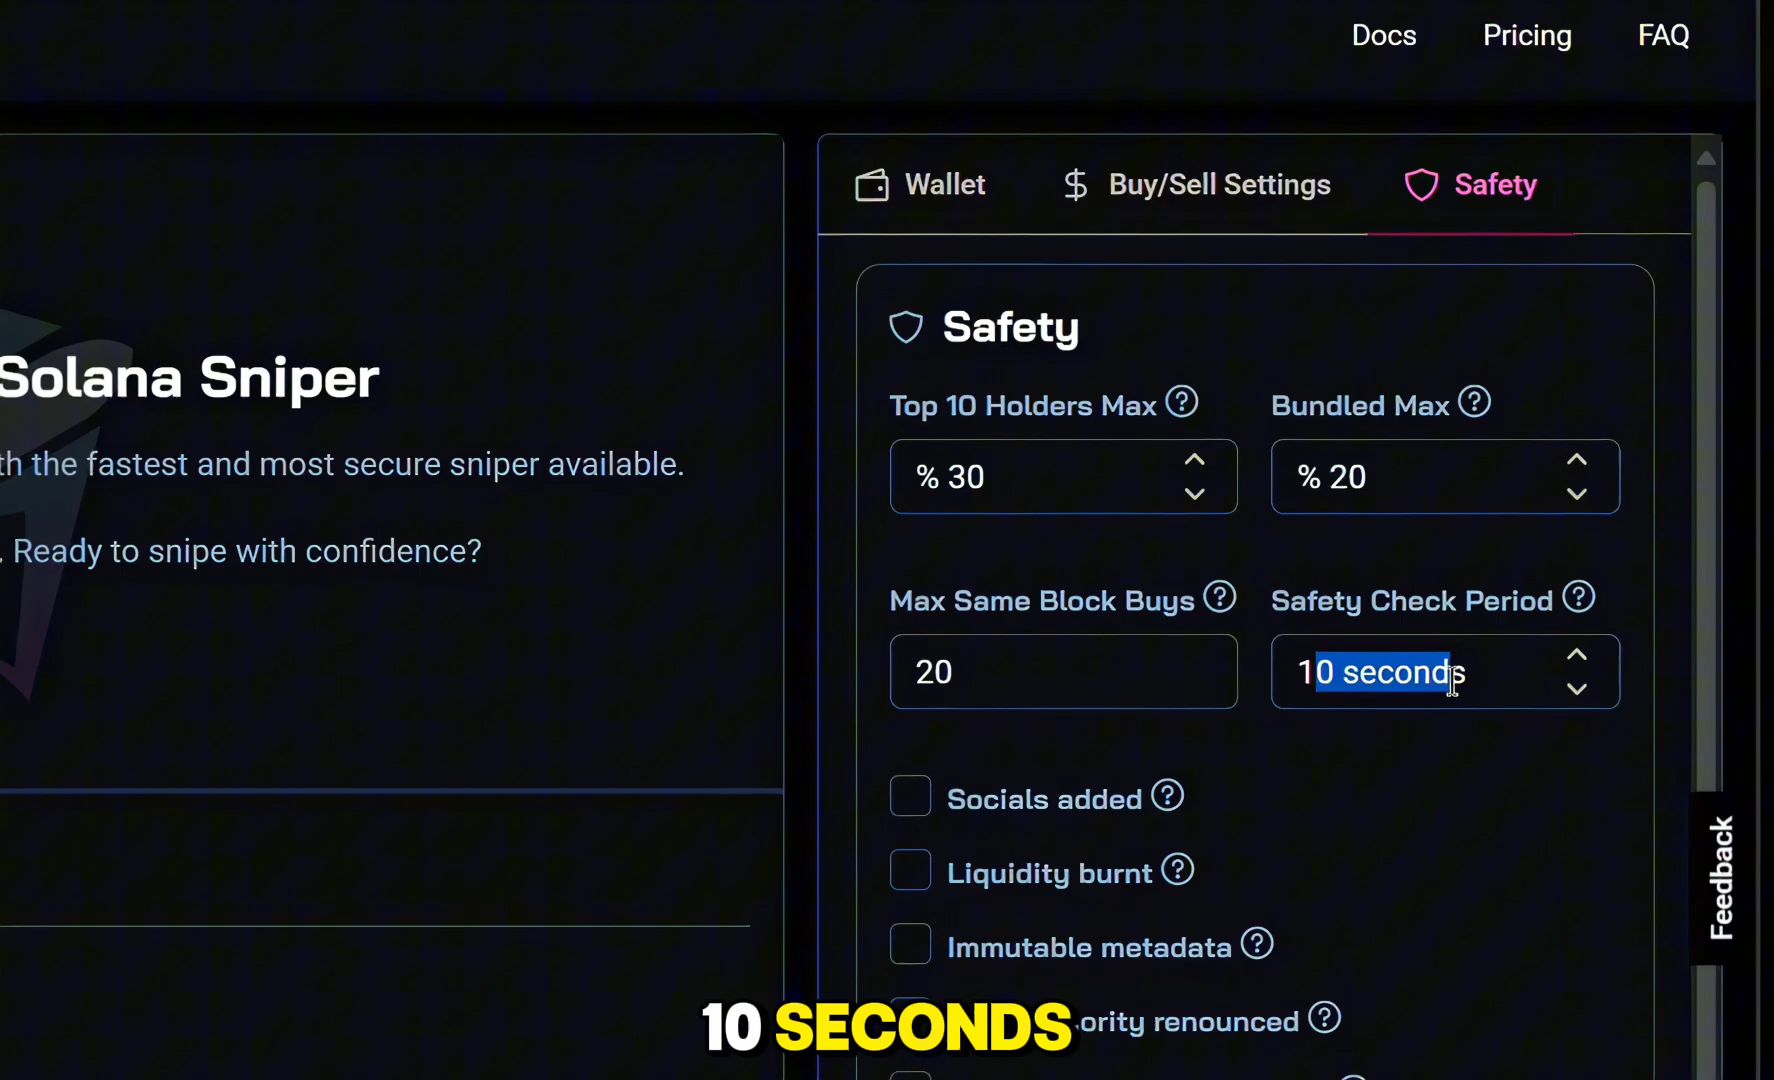 Docs Pricing FAQ
Wallet Buy/Sell Settings Safety
Safety
Solana Sniper
Top 10 Holders Max Bundled Max
the fastest and most secure sniper available.
% 30 % 20
. Ready to snipe with confidence?
Max Same Block Buys Safety Check Period
20 10 seconds
Socials added
Liquidity burnt
Feedback
Immutable metadata
ority renounced
10 SECONDS